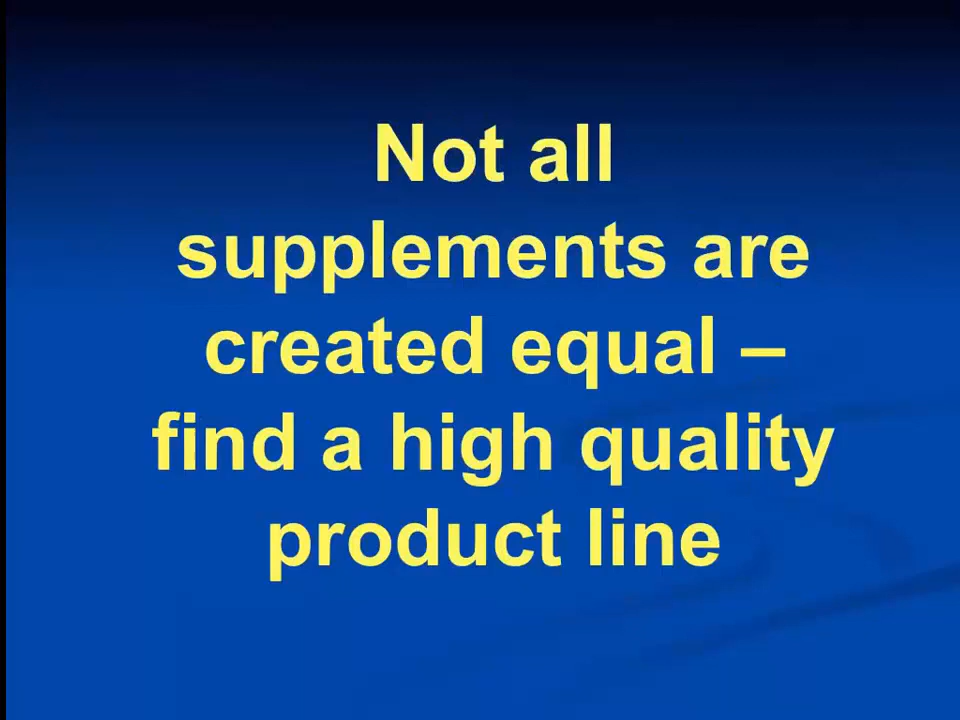 Not all
supplements are
created equal –
find a high quality
product line